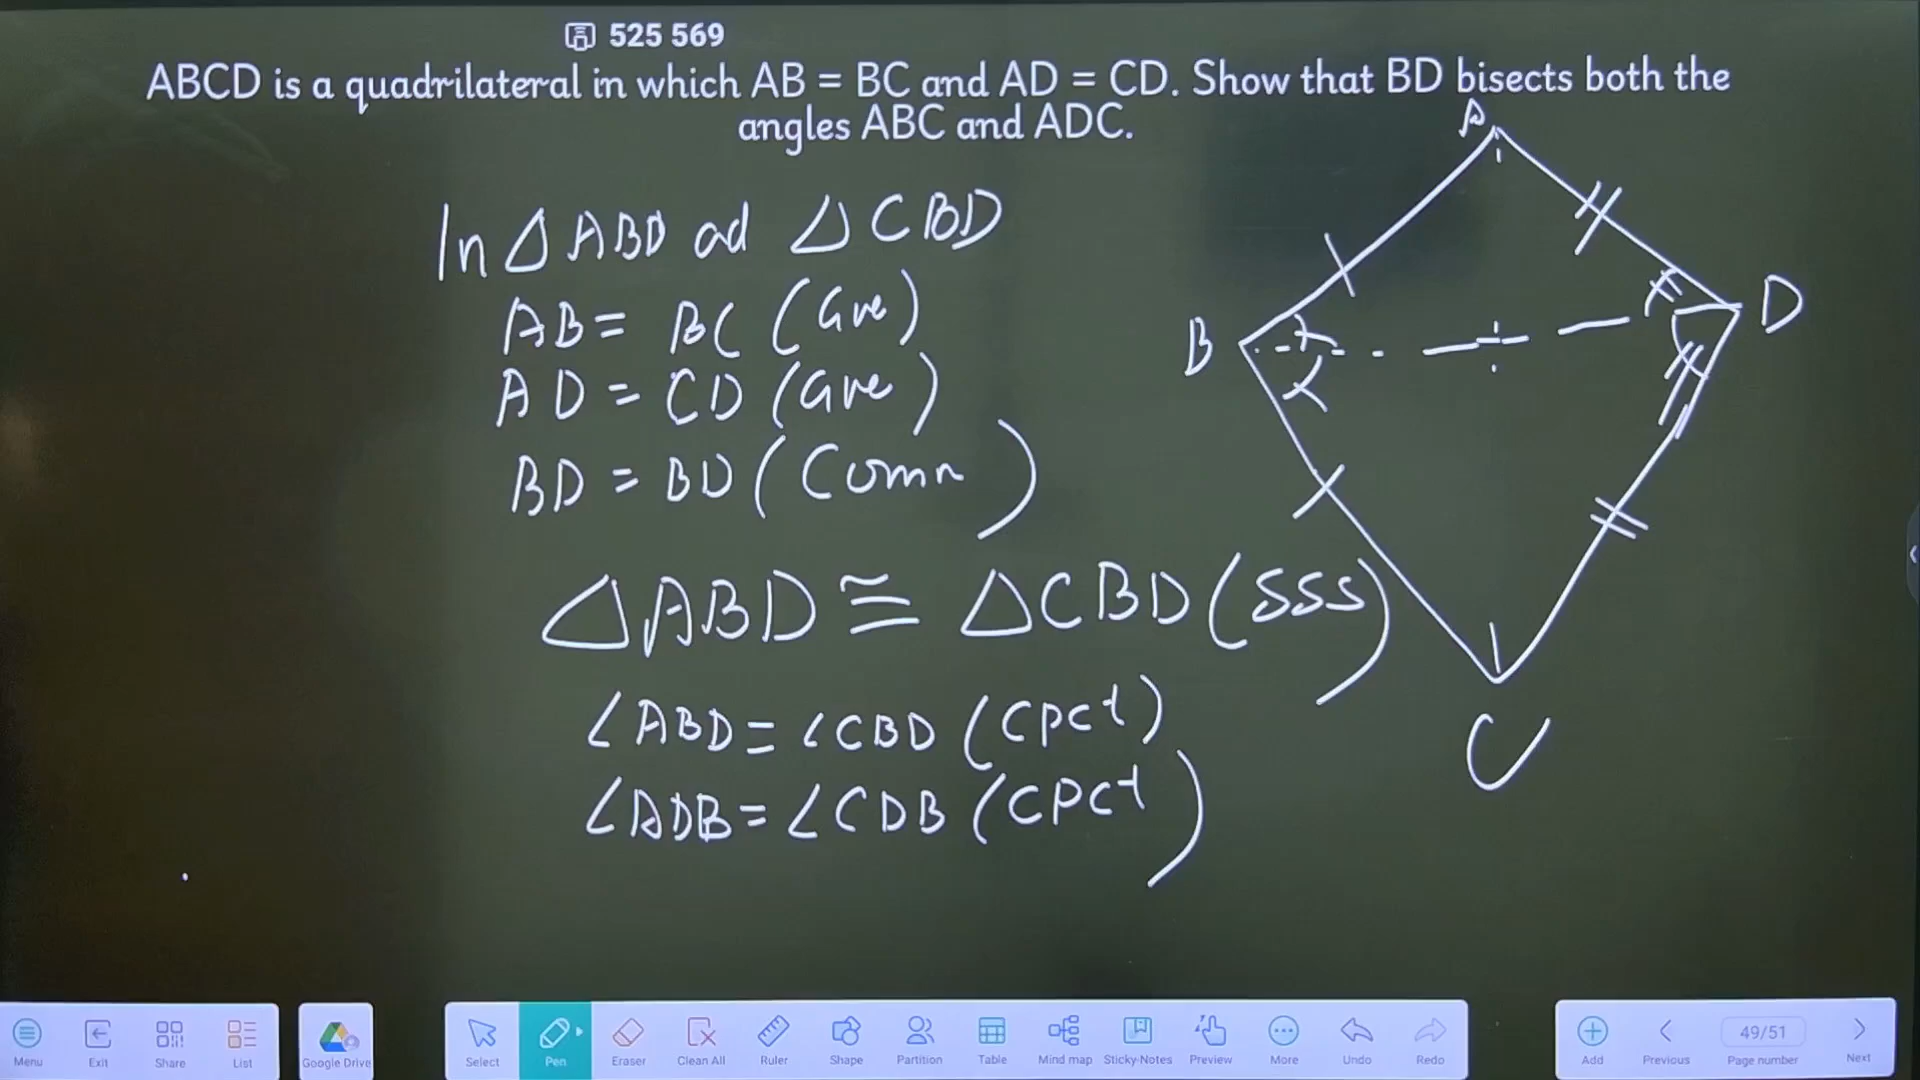 525 569
ABCD is a quadrilateral in which AB = BC and AD = CD. Show that BD bisects both the
angles ABC and ADC.
In △ ABD ad △ CBD
AB = BC (Gve)
AD = CD (Gve)
BD = BD (Comn)
△ABD ≅ △CBD (SSS)
∠ABD = ∠CBD (CPCt)
∠ADB = ∠CDB (CPCt)
A
B
D
C
Menu
Exit
Share
List
Google Drive
Select
Pen
Eraser
Clean All
Ruler
Shape
Partition
Table
Mind map
Sticky-Notes
Preview
More
Undo
Redo
Add
Previous
49/51
Page number
Next